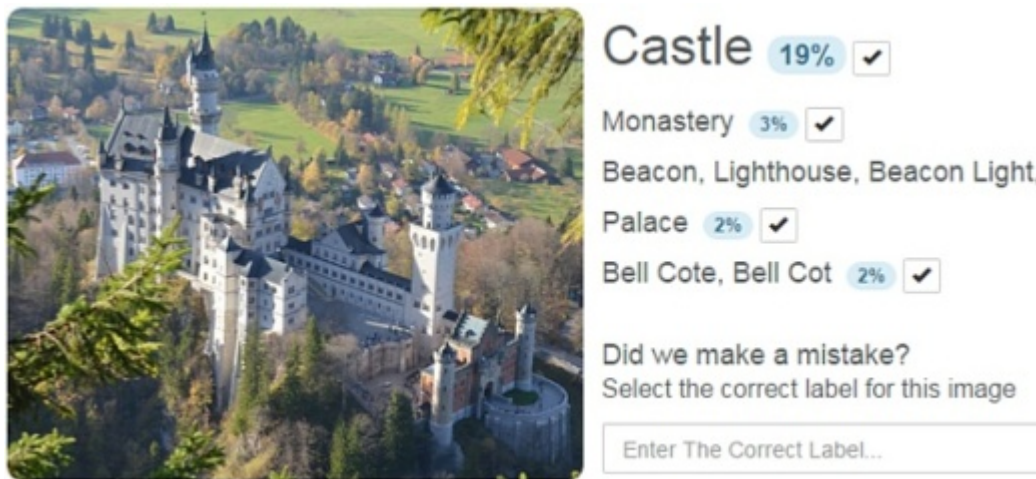 Castle 19% ✔
Monastery 3% ✔
Beacon, Lighthouse, Beacon Light,
Palace 2% ✔
Bell Cote, Bell Cot 2% ✔
Did we make a mistake?
Select the correct label for this image
Enter The Correct Label...